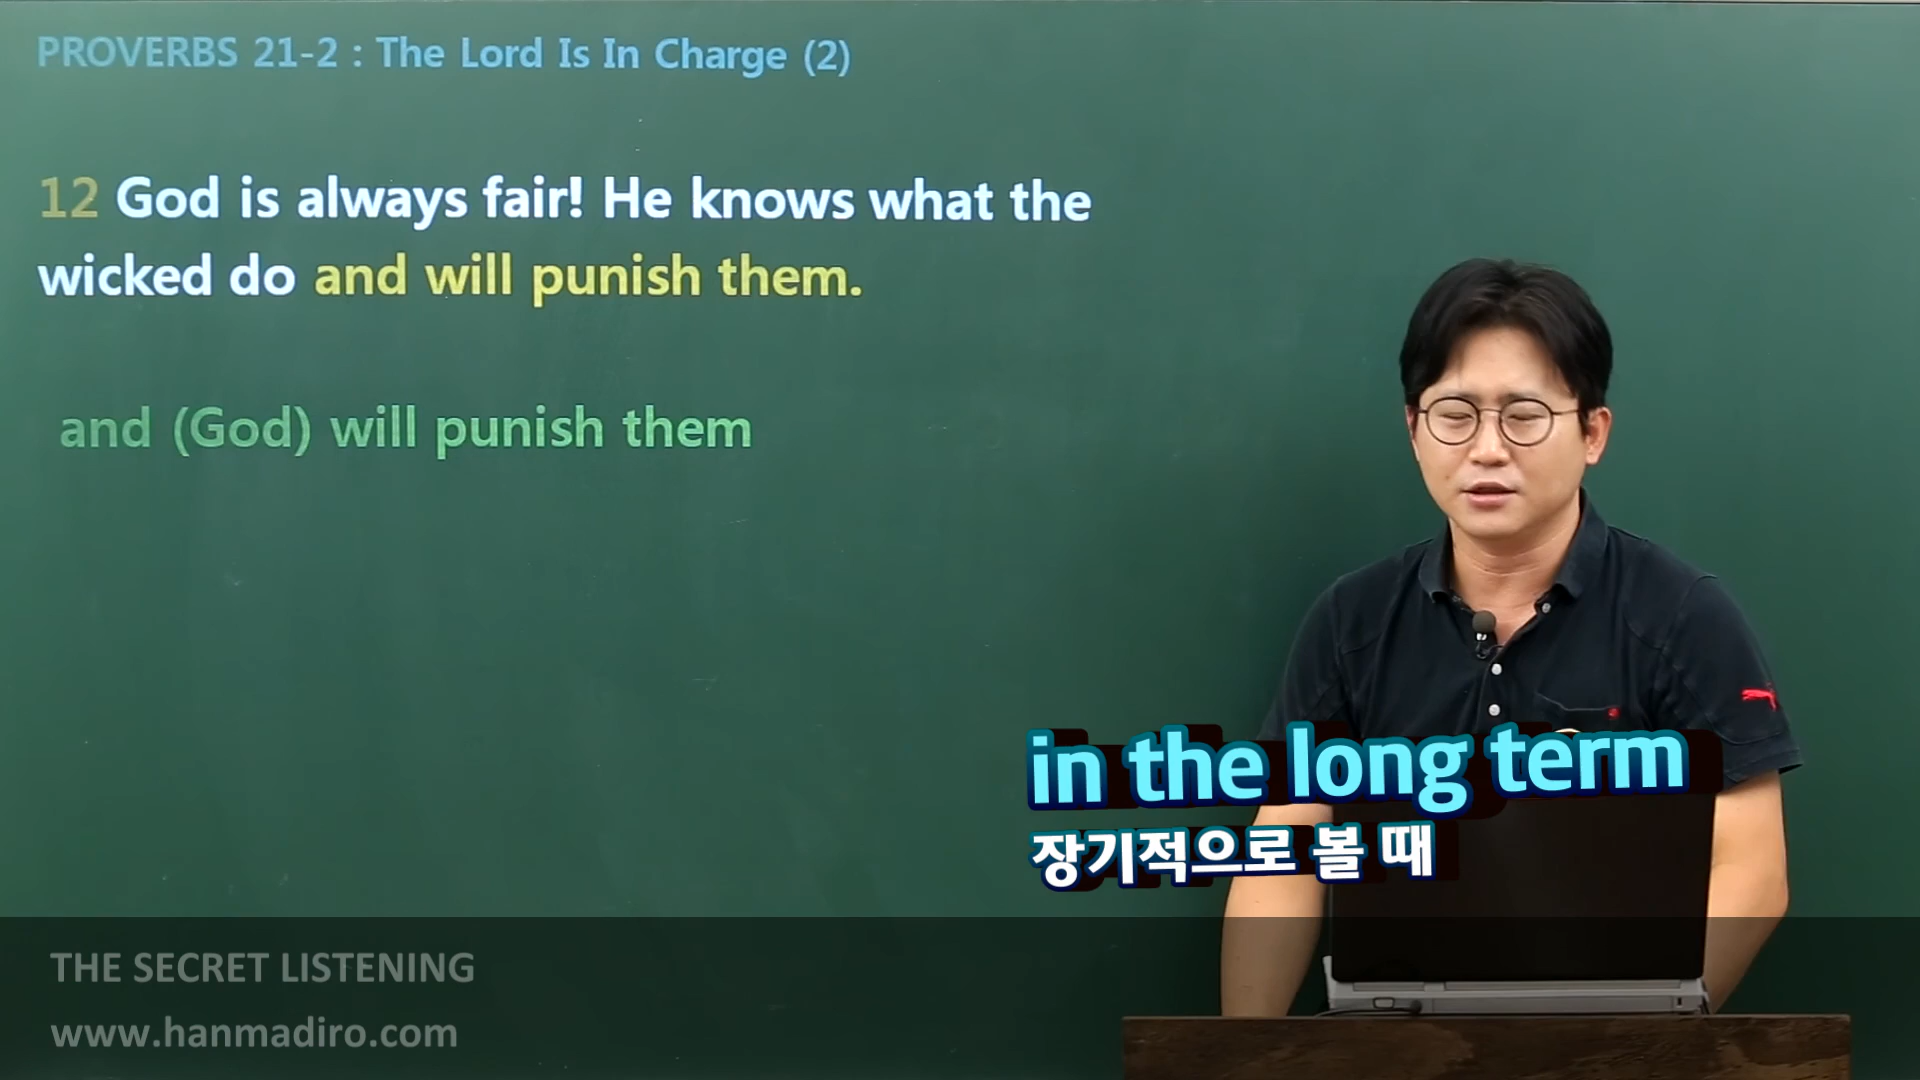 PROVERBS 21-2 : The Lord Is In Charge (2)
12 God is always fair! He knows what the
wicked do and will punish them.
and (God) will punish them
in the long term
장기적으로 볼 때
THE SECRET LISTENING
www.hanmadiro.com